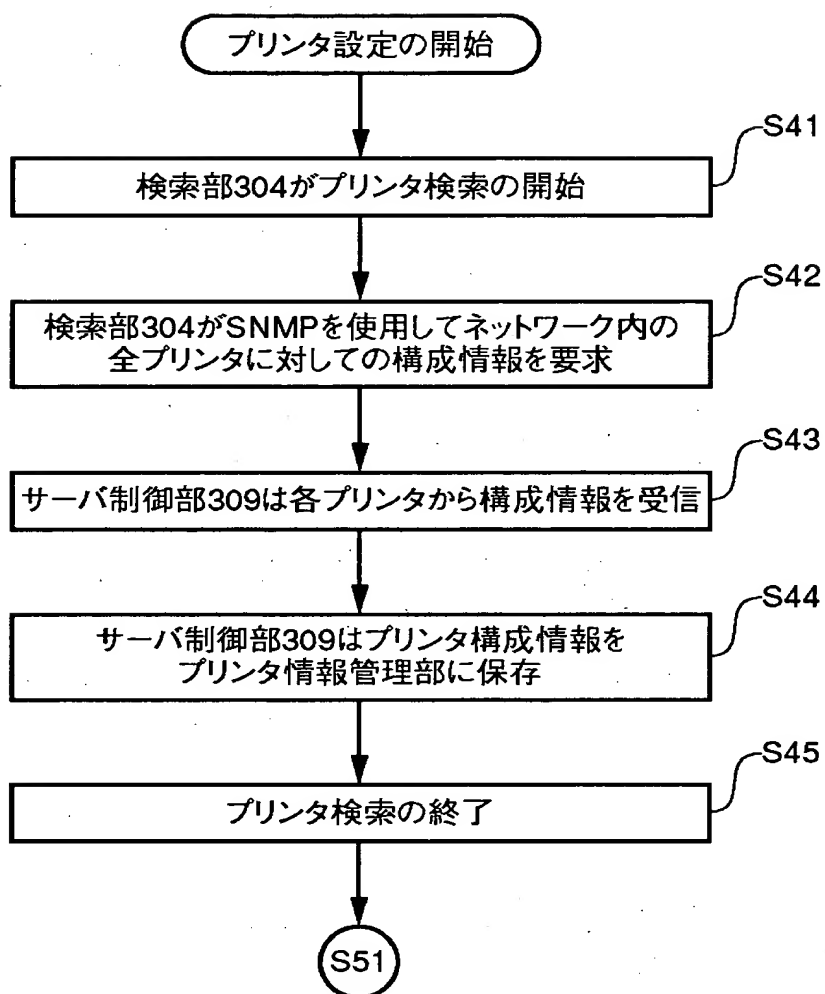 プリンタ設定の開始
S41
検索部304がプリンタ検索の開始
S42
検索部304がSNMPを使用してネットワーク内の
全プリンタに対しての構成情報を要求
S43
サーバ制御部309は各プリンタから構成情報を受信
S44
サーバ制御部309はプリンタ構成情報を
プリンタ情報管理部に保存
S45
プリンタ検索の終了
S51